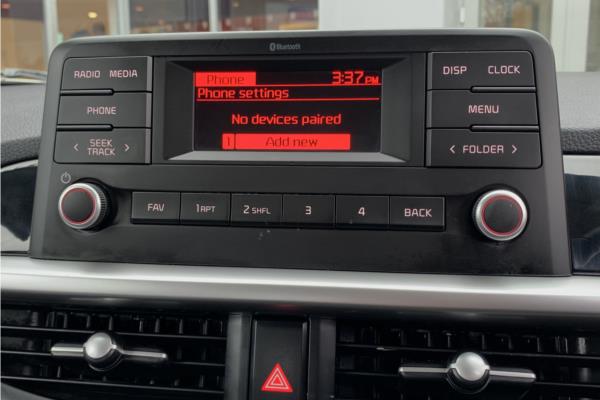 Bluetooth
RADIO MEDIA
PHONE
< SEEK TRACK >
Phone 3:37 PM
Phone settings
No devices paired
1 Add new
DISP CLOCK
MENU
< FOLDER >
FAV 1 RPT 2 SHFL 3 4 BACK